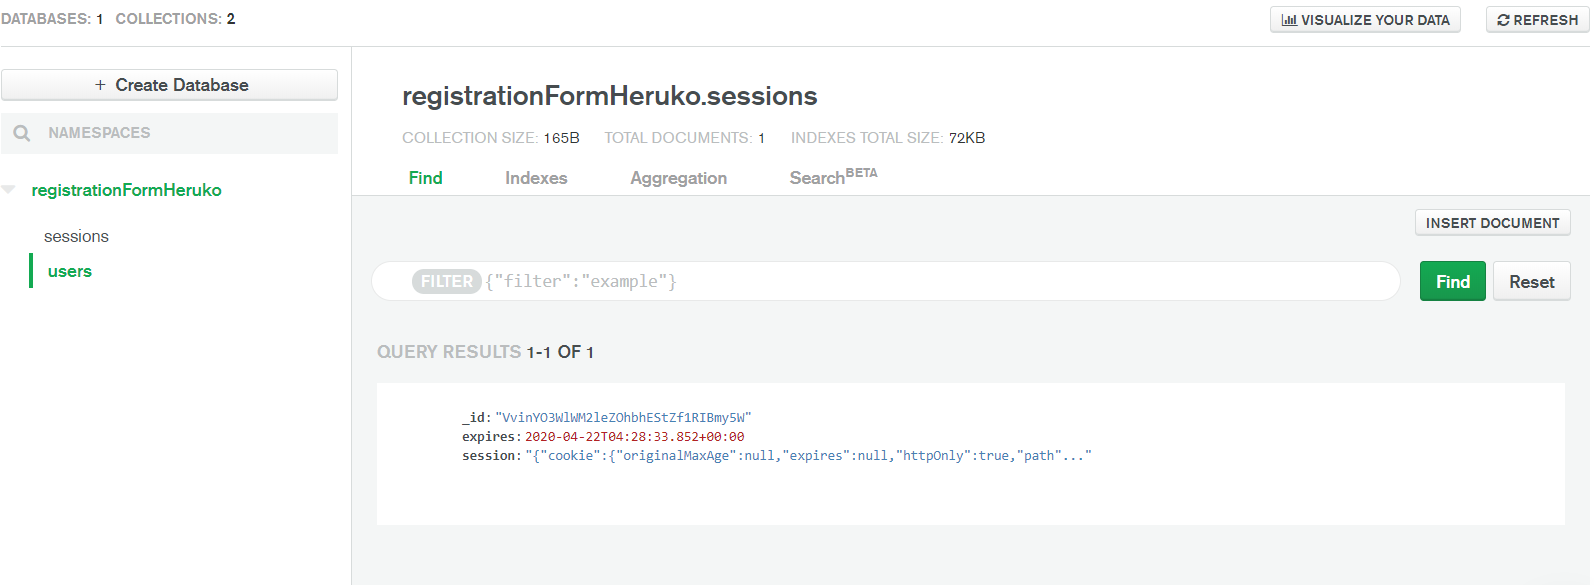 DATABASES: 1 COLLECTIONS: 2
VISUALIZE YOUR DATA
REFRESH
+ Create Database
NAMESPACES
registrationFormHeruko
sessions
users
registrationFormHeruko.sessions
COLLECTION SIZE: 165B TOTAL DOCUMENTS: 1 INDEXES TOTAL SIZE: 72KB
Find Indexes Aggregation SearchBETA
INSERT DOCUMENT
FILTER {"filter":"example"}
Find Reset
QUERY RESULTS 1-1 OF 1
_id: "VvinYO3WlWM2leZOhbhEStZf1RIBmy5W"
expires: 2020-04-22T04:28:33.852+00:00
session: "{"cookie":{"originalMaxAge":null,"expires":null,"httpOnly":true,"path"..."